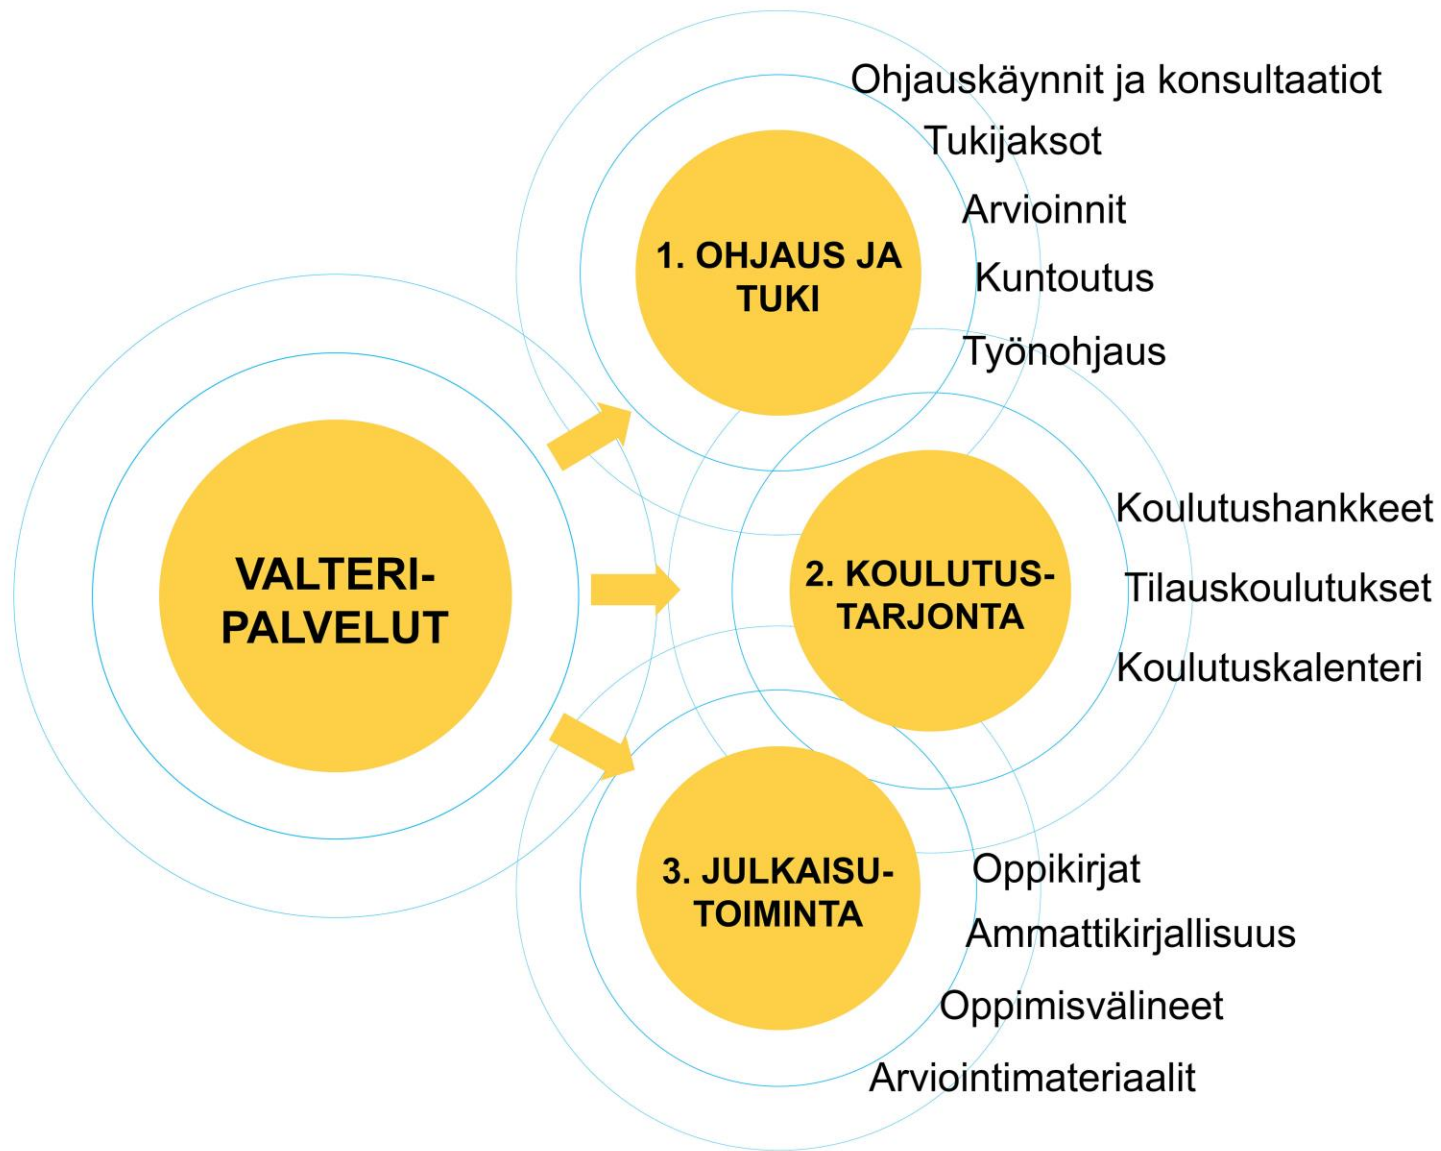 VALTERI-
PALVELUT
1. OHJAUS JA
TUKI
Ohjauskäynnit ja konsultaatiot
Tukijaksot
Arvioinnit
Kuntoutus
Työnohjaus
2. KOULUTUS-
TARJONTA
Koulutushankkeet
Tilauskoulutukset
Koulutuskalenteri
3. JULKAISU-
TOIMINTA
Oppikirjat
Ammattikirjallisuus
Oppimisvälineet
Arviointimateriaalit